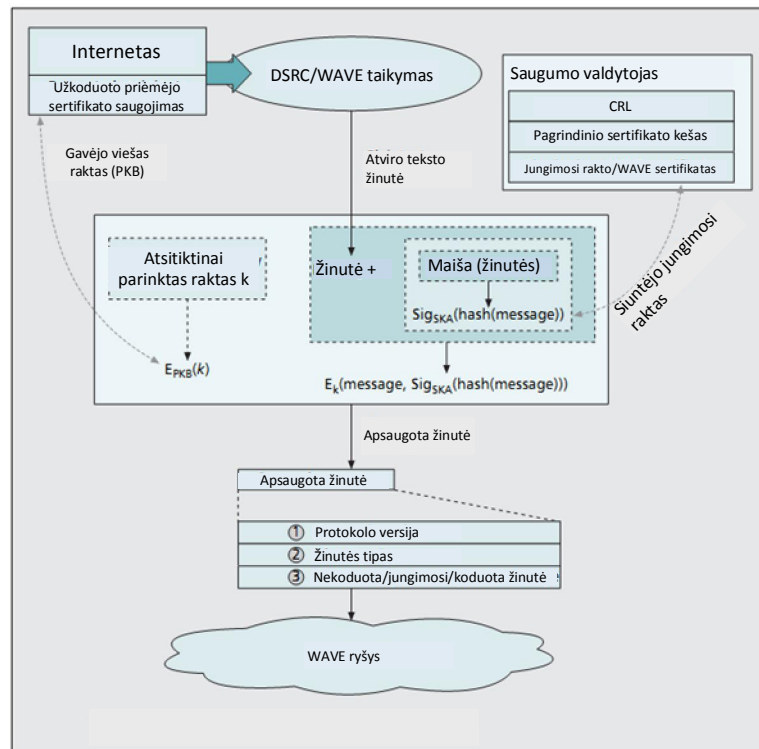 Internetas
Užkoduoto priėmėjo
sertifikato saugojimas
DSRC/WAVE taikymas
Saugumo valdytojas
CRL
Pagrindinio sertifikato kešas
Jungimosi rakto/WAVE sertifikatas
Gavėjo viešas
raktas (PKB)
Atviro teksto
žinutė
Siuntėjo jungimosi
raktas
Atsitiktinai
parinktas raktas k
Žinutė +
Maiša (žinutės)
SigSKA(hash(message))
EPKB(k)
Ek(message, SigSKA(hash(message)))
Apsaugota žinutė
Apsaugota žinutė
1 Protokolo versija
2 Žinutės tipas
3 Nekoduota/jungimosi/koduota žinutė
WAVE ryšys